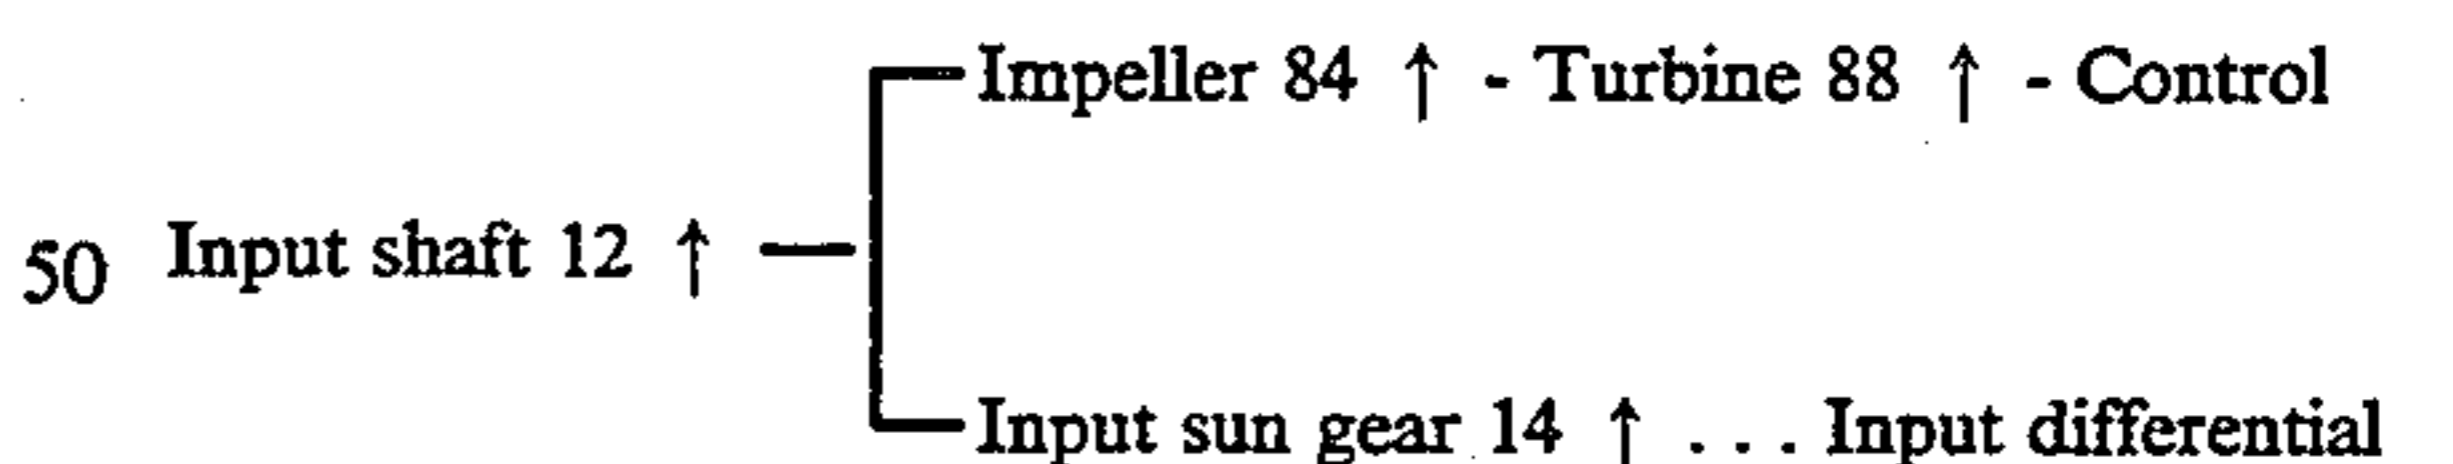 Impeller 84 ↑ - Turbine 88 ↑ - Control
50 Input shaft 12 ↑
Input sun gear 14 ↑ . . . Input differential